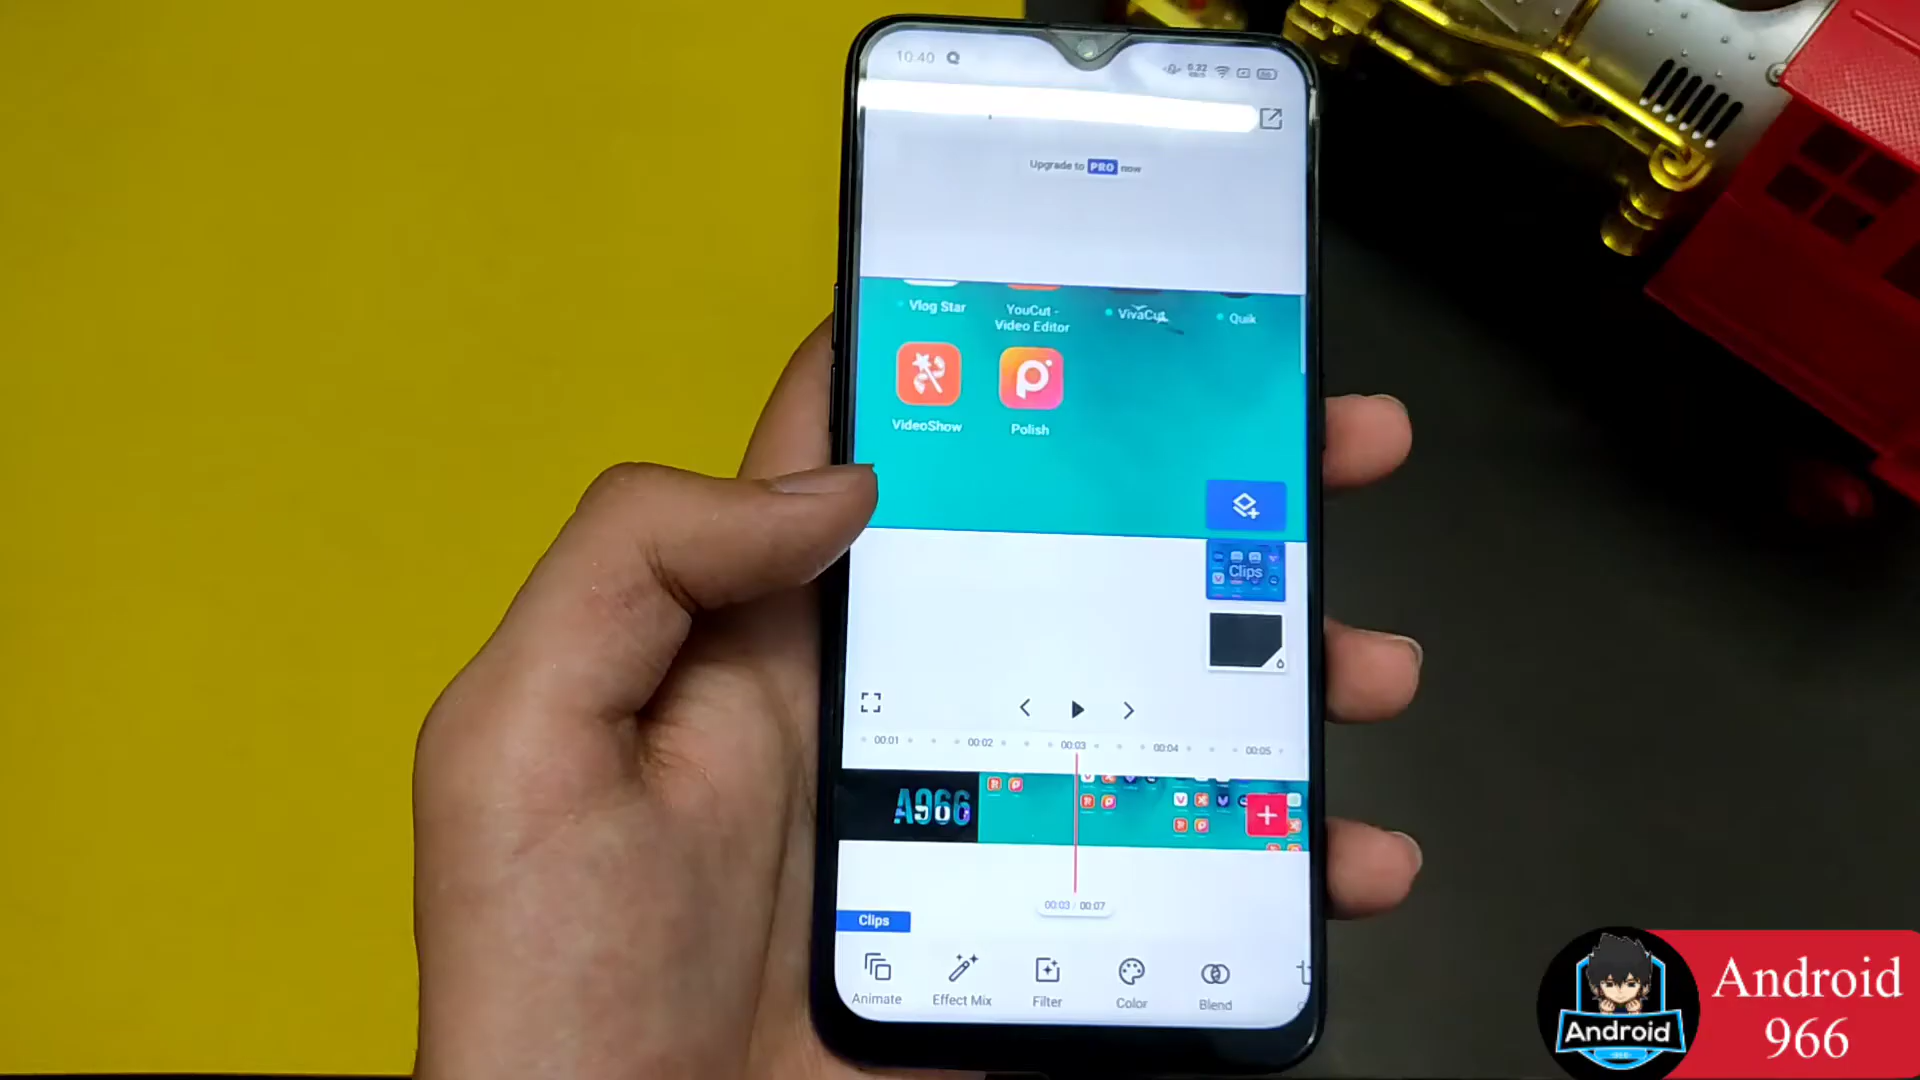 10:40
0.32
Upgrade to PRO now
Vlog Star
YouCut -
Video Editor
VivaCut
Quik
VideoShow
Polish
Clips
00:01
00:02
00:03
00:04
00:05
A966
00:03 / 00:07
Clips
Animate
Effect Mix
Filter
Color
Blend
Android
966
Android